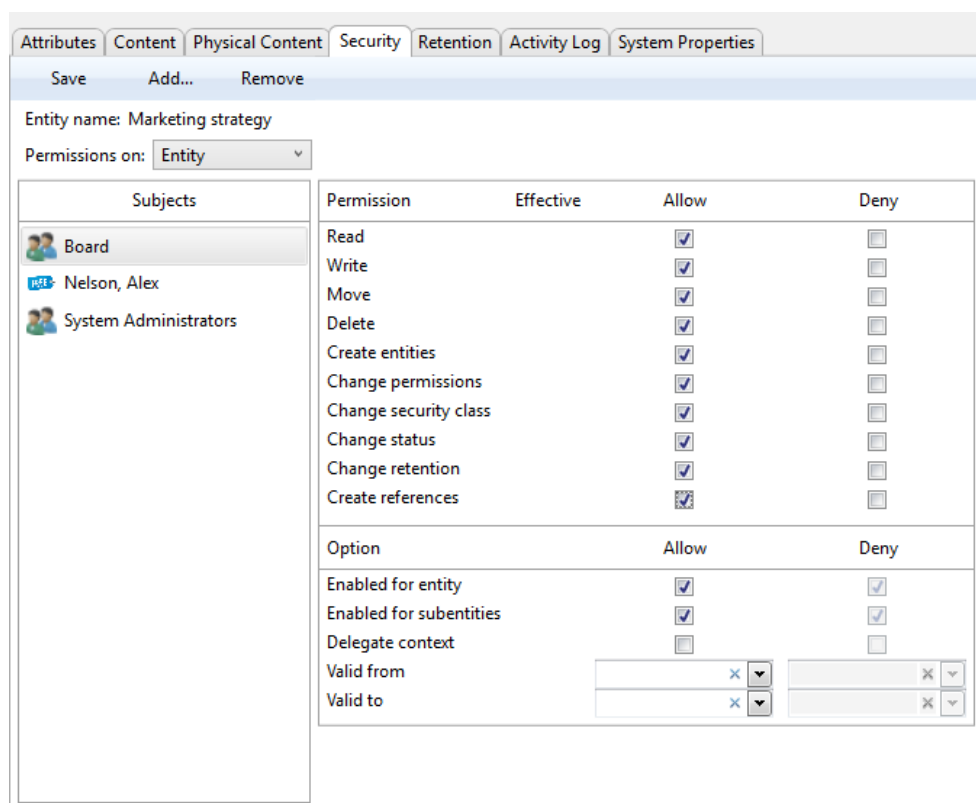 Attributes Content Physical Content Security Retention Activity Log System Properties
Save Add... Remove
Entity name: Marketing strategy
Permissions on: Entity
Subjects
Board
Nelson, Alex
System Administrators
Permission Effective Allow Deny
Read
Write
Move
Delete
Create entities
Change permissions
Change security class
Change status
Change retention
Create references
Option Allow Deny
Enabled for entity
Enabled for subentities
Delegate context
Valid from
Valid to